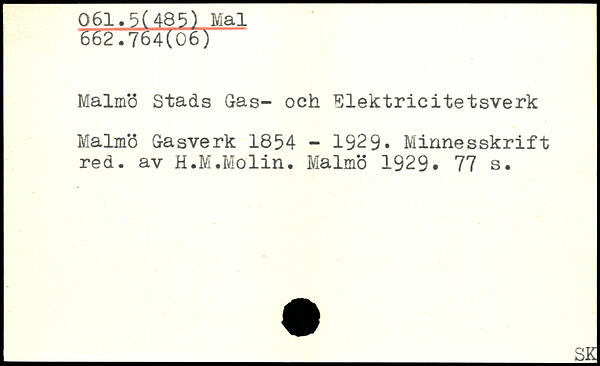 061.5(485) Mal
662.764(06)
Malmö Stads Gas- och Elektricitetsverk
Malmö Gasverk 1854 - 1929. Minnesskrift
red. av H.M.Molin. Malmö 1929. 77 s.
SK